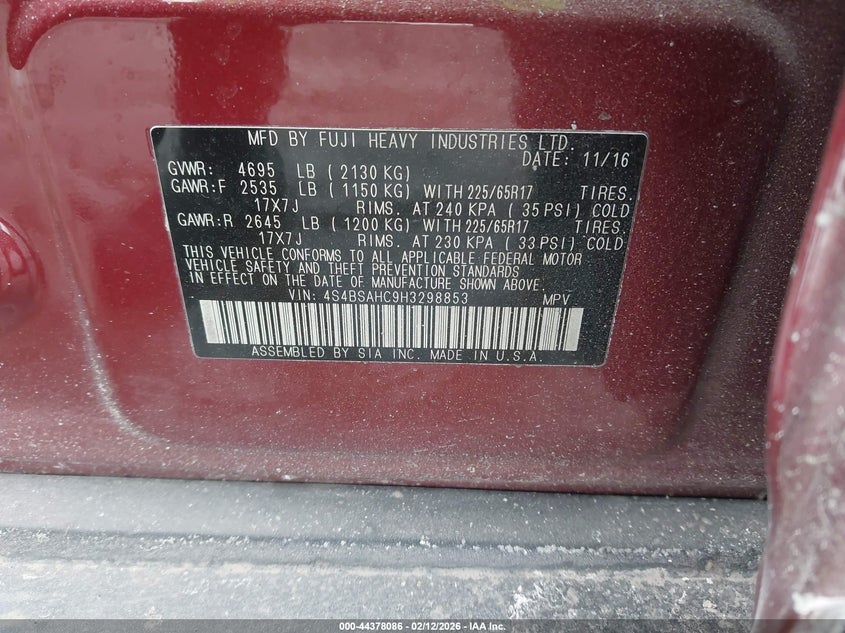 MFD BY FUJI HEAVY INDUSTRIES LTD.
DATE: 11/16
GVWR: 4695 LB ( 2130 KG)
GAWR:F 2535 LB ( 1150 KG) WITH 225/65R17 TIRES.
17X7J RIMS. AT 240 KPA ( 35 PSI) COLD
GAWR:R 2645 LB ( 1200 KG) WITH 225/65R17 TIRES.
17X7J RIMS. AT 230 KPA ( 33 PSI) COLD
THIS VEHICLE CONFORMS TO ALL APPLICABLE FEDERAL MOTOR
VEHICLE SAFETY AND THEFT PREVENTION STANDARDS
IN EFFECT ON THE DATE OF MANUFACTURE SHOWN ABOVE.
VIN: 4S4BSAHC9H3298853 MPV
ASSEMBLED BY SIA INC. MADE IN U.S.A.
000-44378086 - 02/12/2026 - IAA Inc.